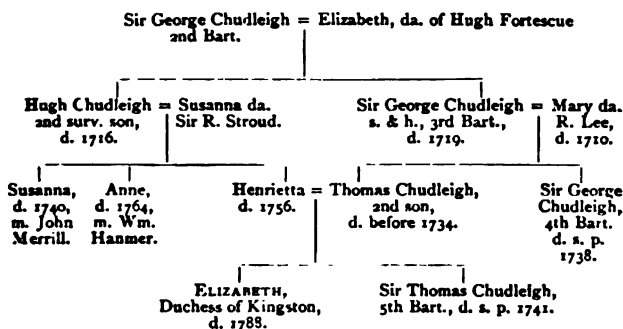 Sir George Chudleigh = Elizabeth, da. of Hugh Fortescue
2nd Bart.
Hugh Chudleigh = Susanna da.
2nd surv. son, Sir R. Stroud.
d. 1716.
Sir George Chudleigh = Mary da.
s. & h., 3rd Bart., R. Lee,
d. 1719. d. 1710.
Susanna,
d. 1740,
m. John
Merrill.
Anne,
d. 1764,
m. Wm.
Hanmer.
Henrietta = Thomas Chudleigh,
d. 1756. 2nd son,
d. before 1734.
Sir George
Chudleigh,
4th Bart.
d. s. p.
1738.
ELIZABETH,
Duchess of Kingston,
d. 1788.
Sir Thomas Chudleigh,
5th Bart., d. s. p. 1741.